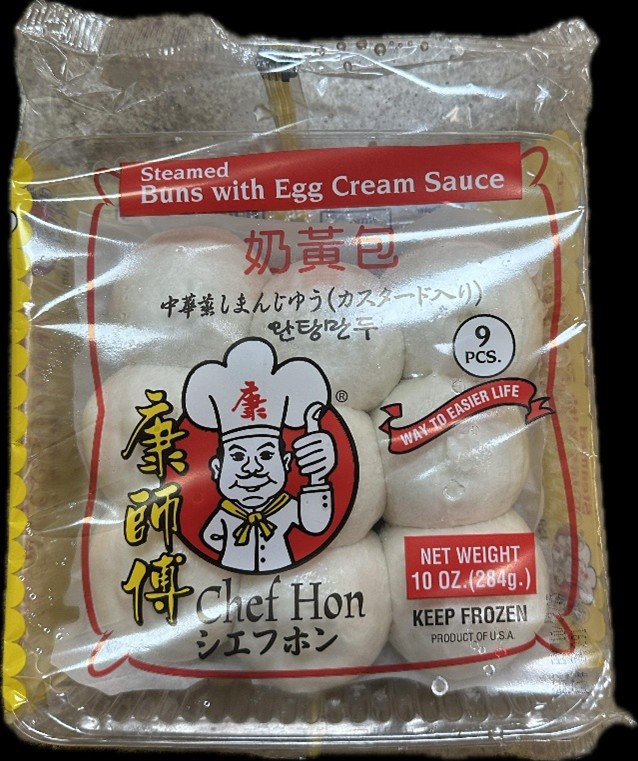 Steamed
Buns with Egg Cream Sauce
奶黃包
中華蒸しまんじゅう(カスタード入り)
완탕만두
9
PCS.
康
®
WAY TO EASIER LIFE
康師傅
Chef Hon
シエフホン
NET WEIGHT
10 OZ.(284g.)
KEEP FROZEN
PRODUCT OF U.S.A.